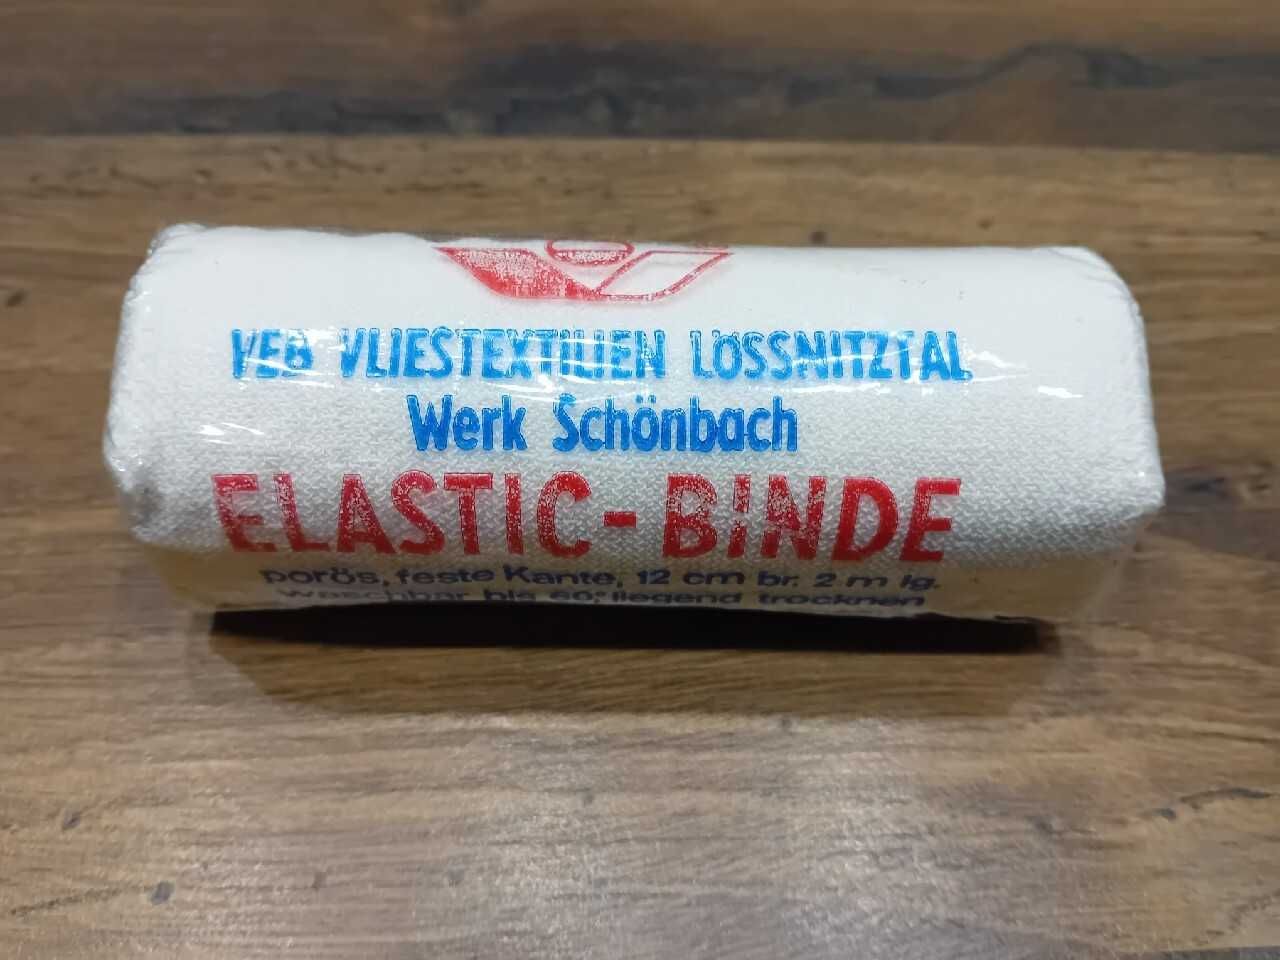 VEB VLIESTEXTILIEN LÖSSNITZTAL
Werk Schönbach
ELASTIC-BINDE
porös, feste Kante, 12 cm br. 2 m lg.
waschbar bis 60°, liegend trocknen